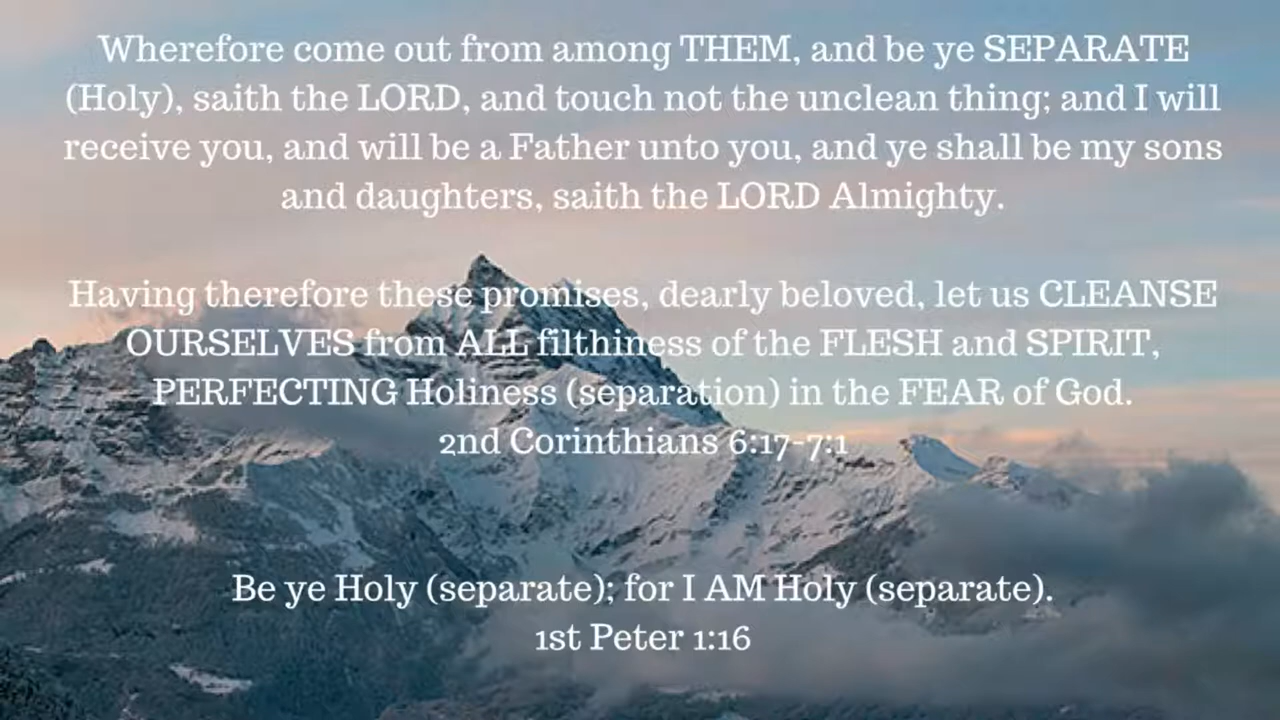 Wherefore come out from among THEM, and be ye SEPARATE
(Holy), saith the LORD, and touch not the unclean thing; and I will
receive you, and will be a Father unto you, and ye shall be my sons
and daughters, saith the LORD Almighty.
Having therefore these promises, dearly beloved, let us CLEANSE
OURSELVES from ALL filthiness of the FLESH and SPIRIT,
PERFECTING Holiness (separation) in the FEAR of God.
2nd Corinthians 6:17-7:1
Be ye Holy (separate); for I AM Holy (separate).
1st Peter 1:16